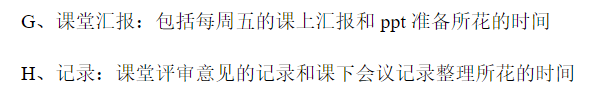 G、课堂汇报：包括每周五的课上汇报和 ppt 准备所花的时间
H、记录：课堂评审意见的记录和课下会议记录整理所花的时间